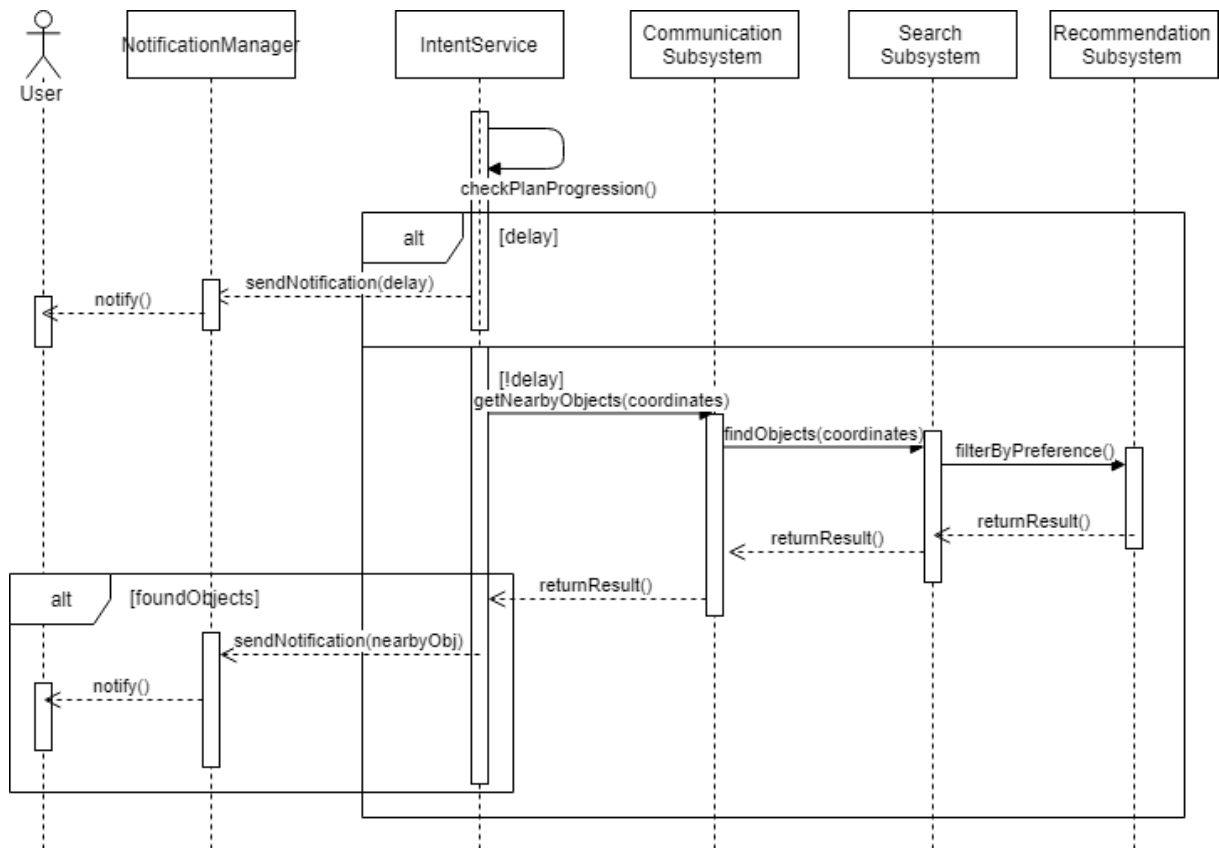 User
NotificationManager
IntentService
Communication
Subsystem
Search
Subsystem
Recommendation
Subsystem
checkPlanProgression()
alt
[delay]
sendNotification(delay)
notify()
[!delay]
getNearbyObjects(coordinates)
findObjects(coordinates)
filterByPreference()
returnResult()
returnResult()
returnResult()
alt
[foundObjects]
sendNotification(nearbyObj)
notify()